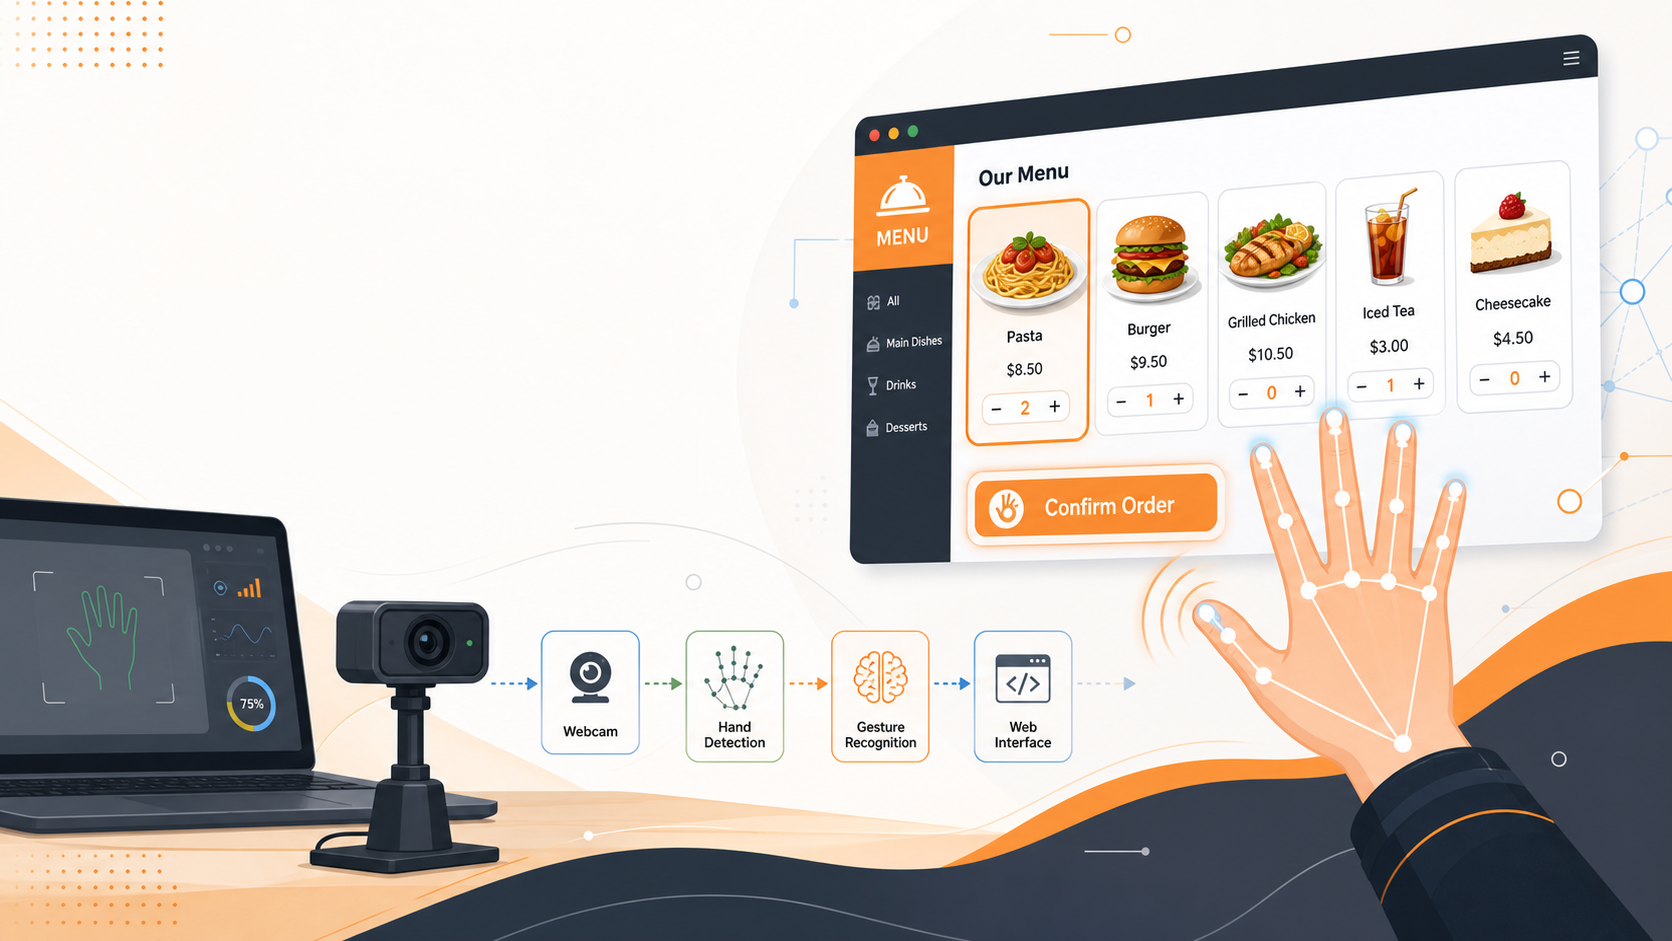 Our Menu
MENU
All
Main Dishes
Drinks
Desserts
Pasta
$8.50
− 2 +
Burger
$9.50
− 1 +
Grilled Chicken
$10.50
− 0 +
Iced Tea
$3.00
− 1 +
Cheesecake
$4.50
− 0 +
Confirm Order
75%
Webcam
Hand
Detection
Gesture
Recognition
</>
Web
Interface